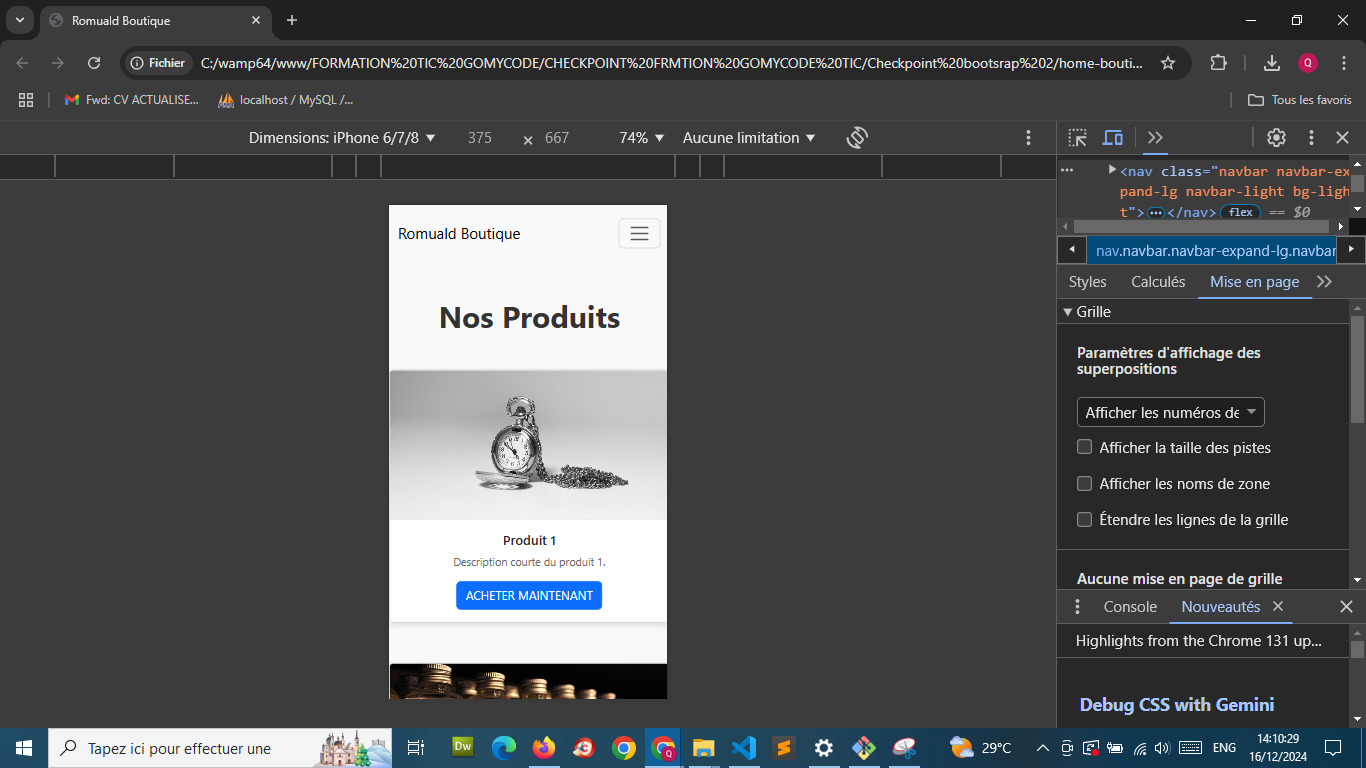 Romuald Boutique
Fichier
C:/wamp64/www/FORMATION%20TIC%20GOMYCODE/CHECKPOINT%20FRMTION%20GOMYCODE%20TIC/Checkpoint%20bootsrap%202/home-bouti...
Q
Fwd: CV ACTUALISE...
localhost / MySQL /...
Tous les favoris
Dimensions: iPhone 6/7/8
375
×
667
74%
Aucune limitation
<nav class="navbar navbar-ex
pand-lg navbar-light bg-ligh
t">…</nav> flex == $0
nav.navbar.navbar-expand-lg.navbar
Styles
Calculés
Mise en page
Grille
Paramètres d'affichage des
superpositions
Afficher les numéros de
Afficher la taille des pistes
Afficher les noms de zone
Étendre les lignes de la grille
Aucune mise en page de grille
Console
Nouveautés
Highlights from the Chrome 131 up...
Debug CSS with Gemini
Romuald Boutique
Nos Produits
Produit 1
Description courte du produit 1.
ACHETER MAINTENANT
Tapez ici pour effectuer une
Dw
29°C
ENG
14:10:29
16/12/2024